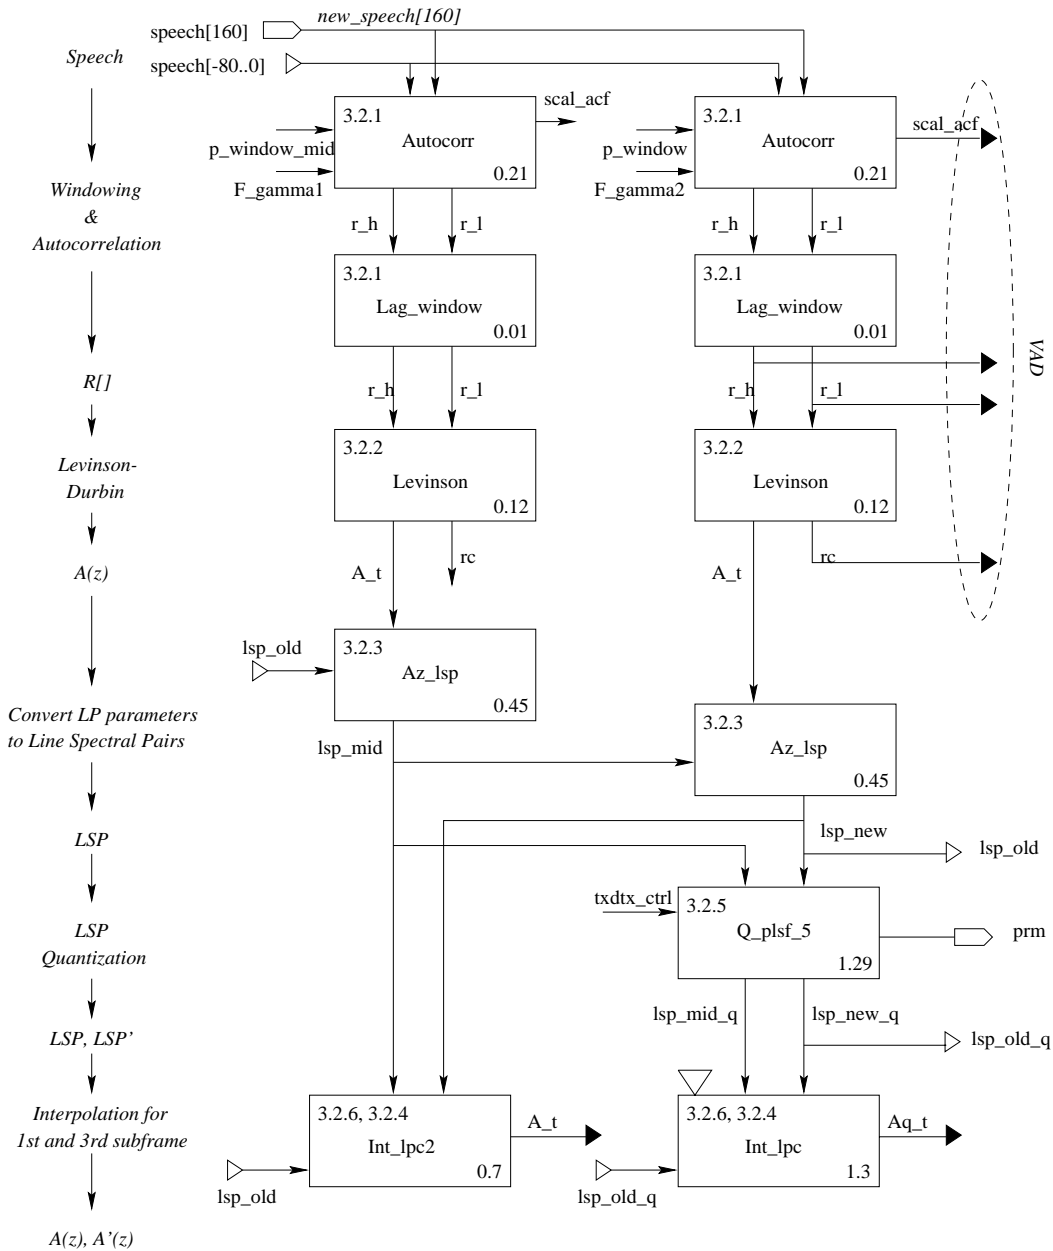 new_speech[160]
speech[160]
Speech
speech[-80..0]
3.2.1
Autocorr
0.21
scal_acf
p_window_mid
F_gamma1
3.2.1
Autocorr
0.21
scal_acf
p_window
F_gamma2
Windowing
&
Autocorrelation
r_h
r_l
r_h
r_l
3.2.1
Lag_window
0.01
3.2.1
Lag_window
0.01
VAD
R[]
r_h
r_l
r_h
r_l
Levinson-
Durbin
3.2.2
Levinson
0.12
3.2.2
Levinson
0.12
A(z)
A_t
rc
A_t
rc
lsp_old
3.2.3
Az_lsp
0.45
Convert LP parameters
to Line Spectral Pairs
lsp_mid
3.2.3
Az_lsp
0.45
LSP
lsp_new
lsp_old
LSP
Quantization
txdtx_ctrl
3.2.5
Q_plsf_5
1.29
prm
LSP, LSP'
lsp_mid_q
lsp_new_q
lsp_old_q
Interpolation for
1st and 3rd subframe
3.2.6, 3.2.4
Int_lpc2
0.7
A_t
lsp_old
3.2.6, 3.2.4
Int_lpc
1.3
Aq_t
lsp_old_q
A(z), A'(z)